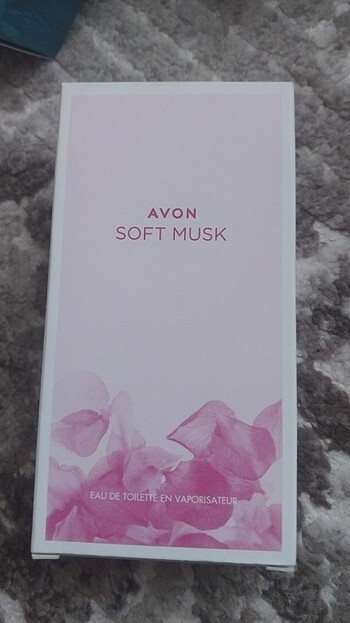 AVON
SOFT MUSK
EAU DE TOILETTE EN VAPORISATEUR